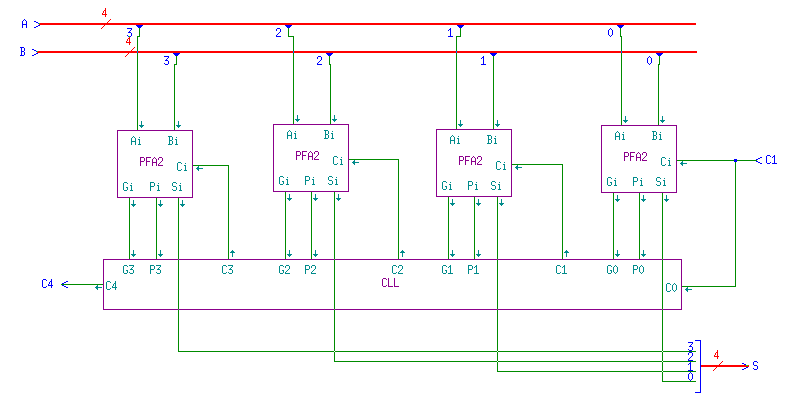 4
A 3 2 1 0
4
B 3 2 1 0
Ai Bi Ai Bi Ai Bi Ai Bi
PFA2 PFA2 PFA2 PFA2
Ci Ci Ci Ci C1
Gi Pi Si Gi Pi Si Gi Pi Si Gi Pi Si
G3 P3 C3 G2 P2 C2 G1 P1 C1 G0 P0
C4 C4 CLL C0
3
2
1
0
4
S